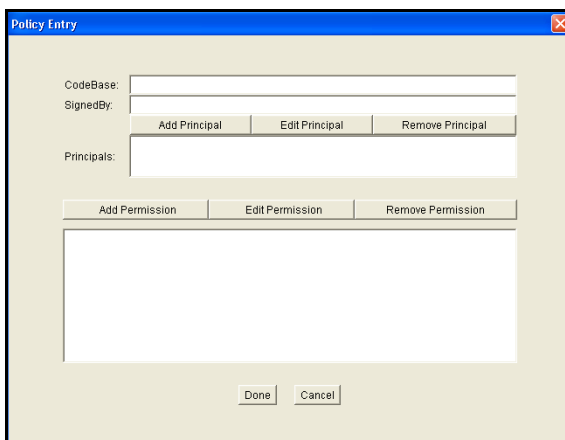 Policy Entry
CodeBase:
SignedBy:
Add Principal Edit Principal Remove Principal
Principals:
Add Permission Edit Permission Remove Permission
Done Cancel